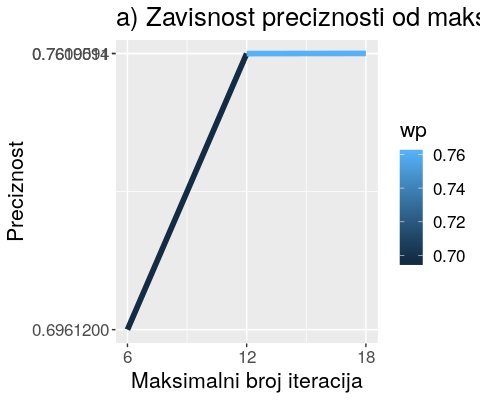 a) Zavisnost preciznosti od maks
Preciznost
0.6961200
6
12
18
Maksimalni broj iteracija
wp
0.76
0.74
0.72
0.70